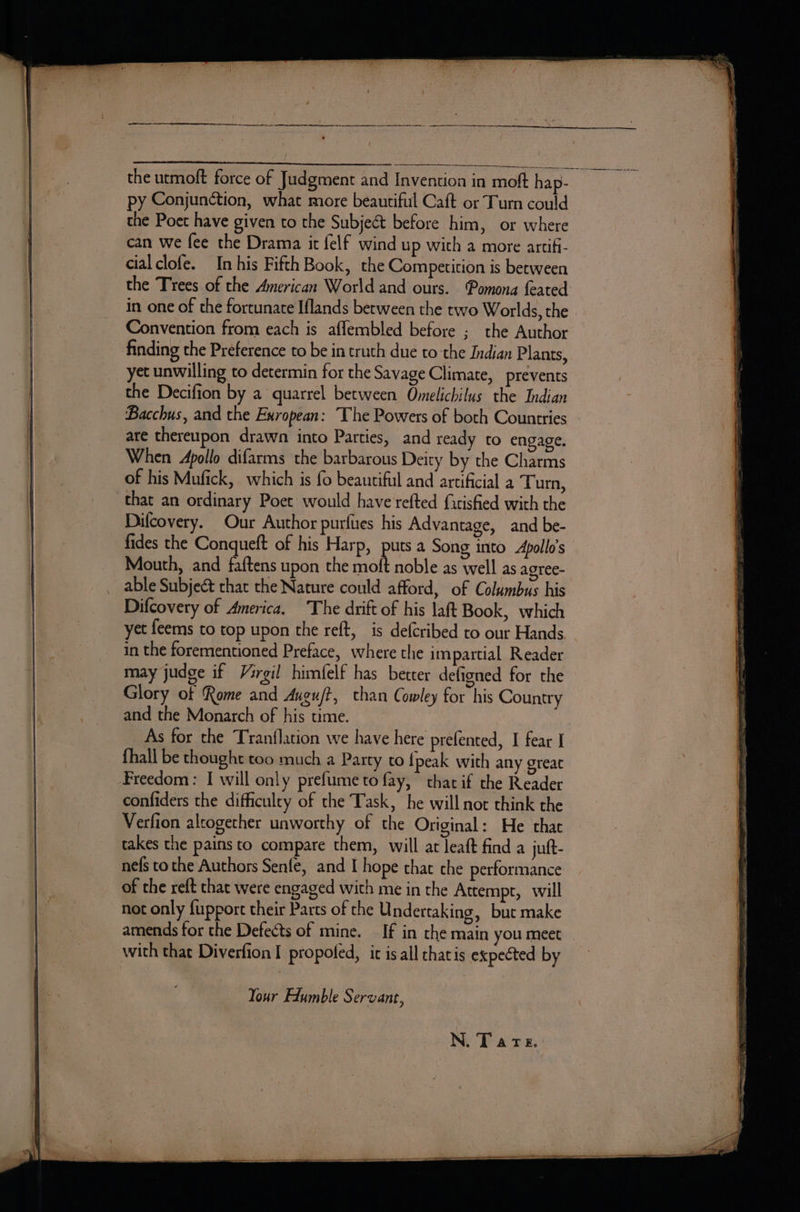 the utmoſt force of Judgment and Invention in moſt hap-
py Conjunction, what more beautiful Caſt or Turn could
the Poet have given to the Subject before him, or where
can we ſee the Drama it ſelf wind up with a more artifi-
cial cloſe. In his Fifth Book, the Competition is between
the Trees of the American World and ours. Pomona ſeated
in one of the fortunate Iſlands between the two Worlds, the
Convention from each is aſſembled before ; the Author
finding the Preference to be in truth due to the Indian Plants,
yet unwilling to determin for the Savage Climate, prevents
the Deciſion by a quarrel between Omelichilus the Indian
Bacchus, and the European: The Powers of both Countries
are thereupon drawn into Parties, and ready to engage.
When Apollo diſarms the barbarous Deity by the Charms
of his Muſick, which is ſo beautiful and artificial a Turn,
that an ordinary Poet would have reſted ſatisfied with the
Diſcovery. Our Author purſues his Advantage, and be-
ſides the Conqueſt of his Harp, puts a Song into Apollo's
Mouth, and faſtens upon the moſt noble as well as agree-
able Subject that the Nature could afford, of Columbus his
Diſcovery of America. The drift of his laſt Book, which
yet ſeems to top upon the reſt, is deſcribed to our Hands
in the forementioned Preface, where the impartial Reader
may judge if Virgil himſelf has better deſigned for the
Glory of Rome and Auguſt, than Cowley for his Country
and the Monarch of his time.
As for the Tranſlation we have here preſented, I fear I
ſhall be thought too much a Party to ſpeak with any great
Freedom: I will only preſume to ſay, that if the Reader
conſiders the difficulty of the Task, he will not think the
Verſion altogether unworthy of the Original: He that
takes the pains to compare them, will at leaſt find a juſt-
neſs to the Authors Senſe, and I hope that the performance
of the reſt that were engaged with me in the Attempt, will
not only ſupport their Parts of the Undertaking, but make
amends for the Defects of mine. If in the main you meet
with that Diverſion I propoſed, it is all that is expected by
Your Humble Servant,
N. TATE.